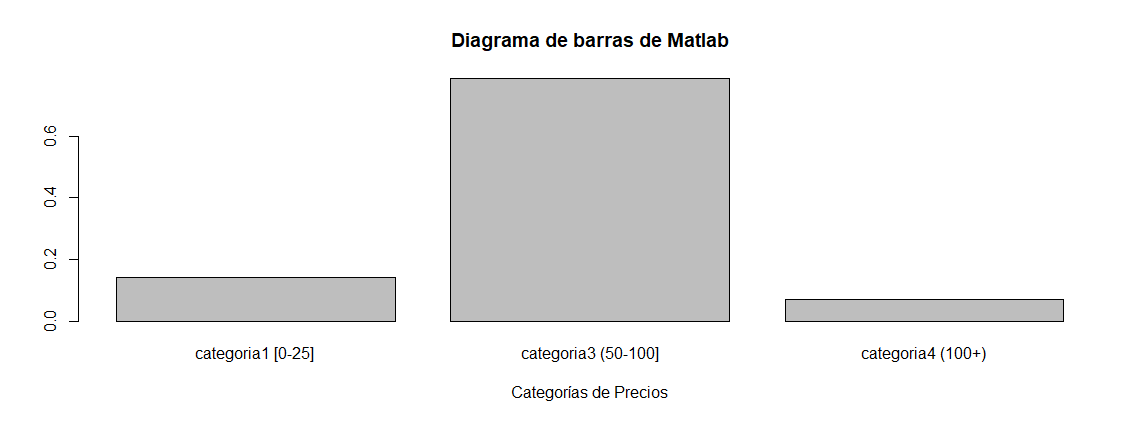 Diagrama de barras de Matlab
0.6
0.4
0.2
0.0
categoria1 [0-25]
categoria3 (50-100]
categoria4 (100+)
Categorías de Precios